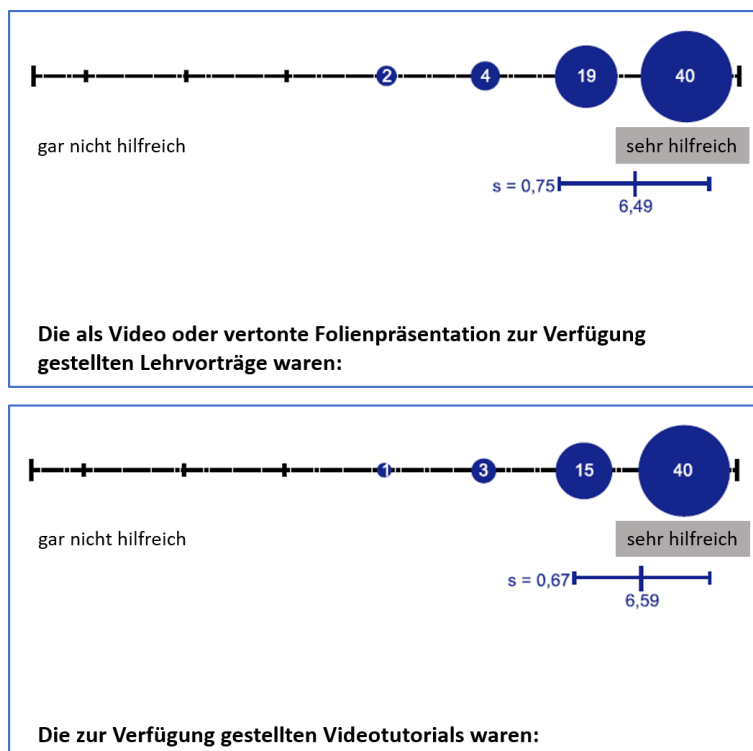 2 4 19 40
gar nicht hilfreich sehr hilfreich
s = 0,75
6,49
Die als Video oder vertonte Folienpräsentation zur Verfügung
gestellten Lehrvorträge waren:
1 3 15 40
gar nicht hilfreich sehr hilfreich
s = 0,67
6,59
Die zur Verfügung gestellten Videotutorials waren: